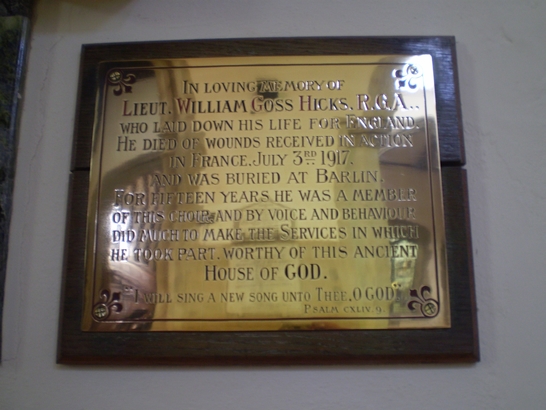 IN LOVING MEMORY OF
LIEUT. WILLIAM GOSS HICKS, R.G.A.,
WHO LAID DOWN HIS LIFE FOR ENGLAND.
HE DIED OF WOUNDS RECEIVED IN ACTION
IN FRANCE, JULY 3RD 1917,
AND WAS BURIED AT BARLIN.
FOR FIFTEEN YEARS HE WAS A MEMBER
OF THIS CHOIR, AND BY VOICE AND BEHAVIOUR
DID MUCH TO MAKE THE SERVICES IN WHICH
HE TOOK PART, WORTHY OF THIS ANCIENT
HOUSE OF GOD.
"I WILL SING A NEW SONG UNTO THEE, O GOD"
PSALM CXLIV. 9.